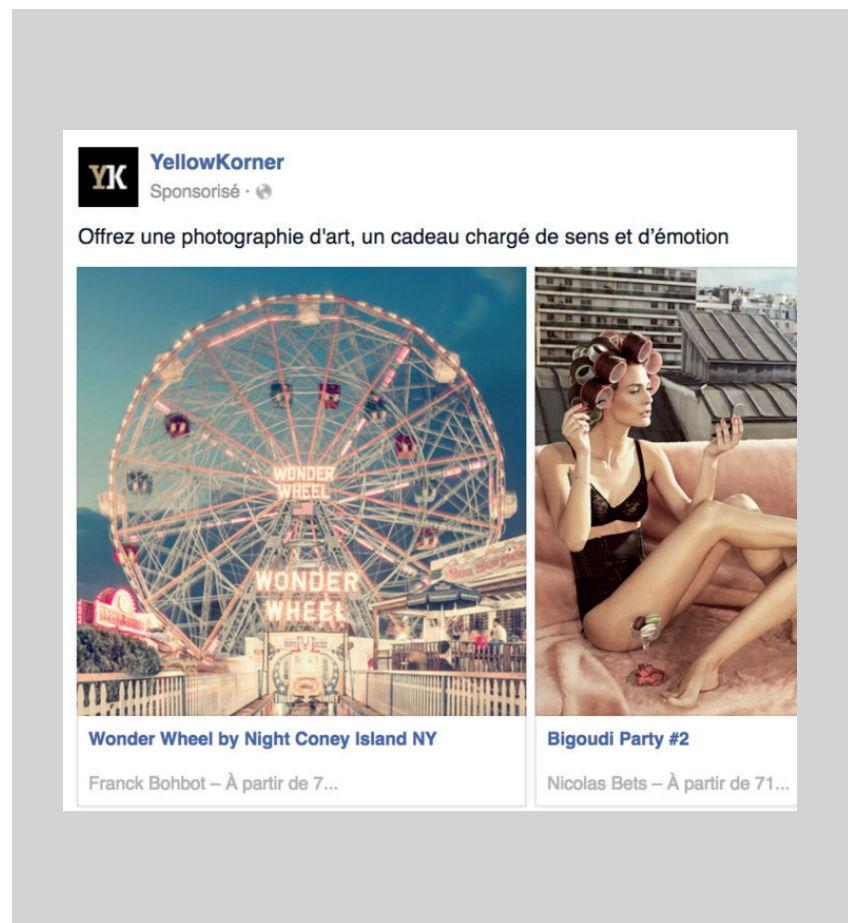 YK
YellowKorner
Sponsorisé ·
Offrez une photographie d'art, un cadeau chargé de sens et d’émotion
WONDER
WHEEL
WONDER
WHEEL
Wonder Wheel by Night Coney Island NY
Franck Bohbot – À partir de 7...
Bigoudi Party #2
Nicolas Bets – À partir de 71...